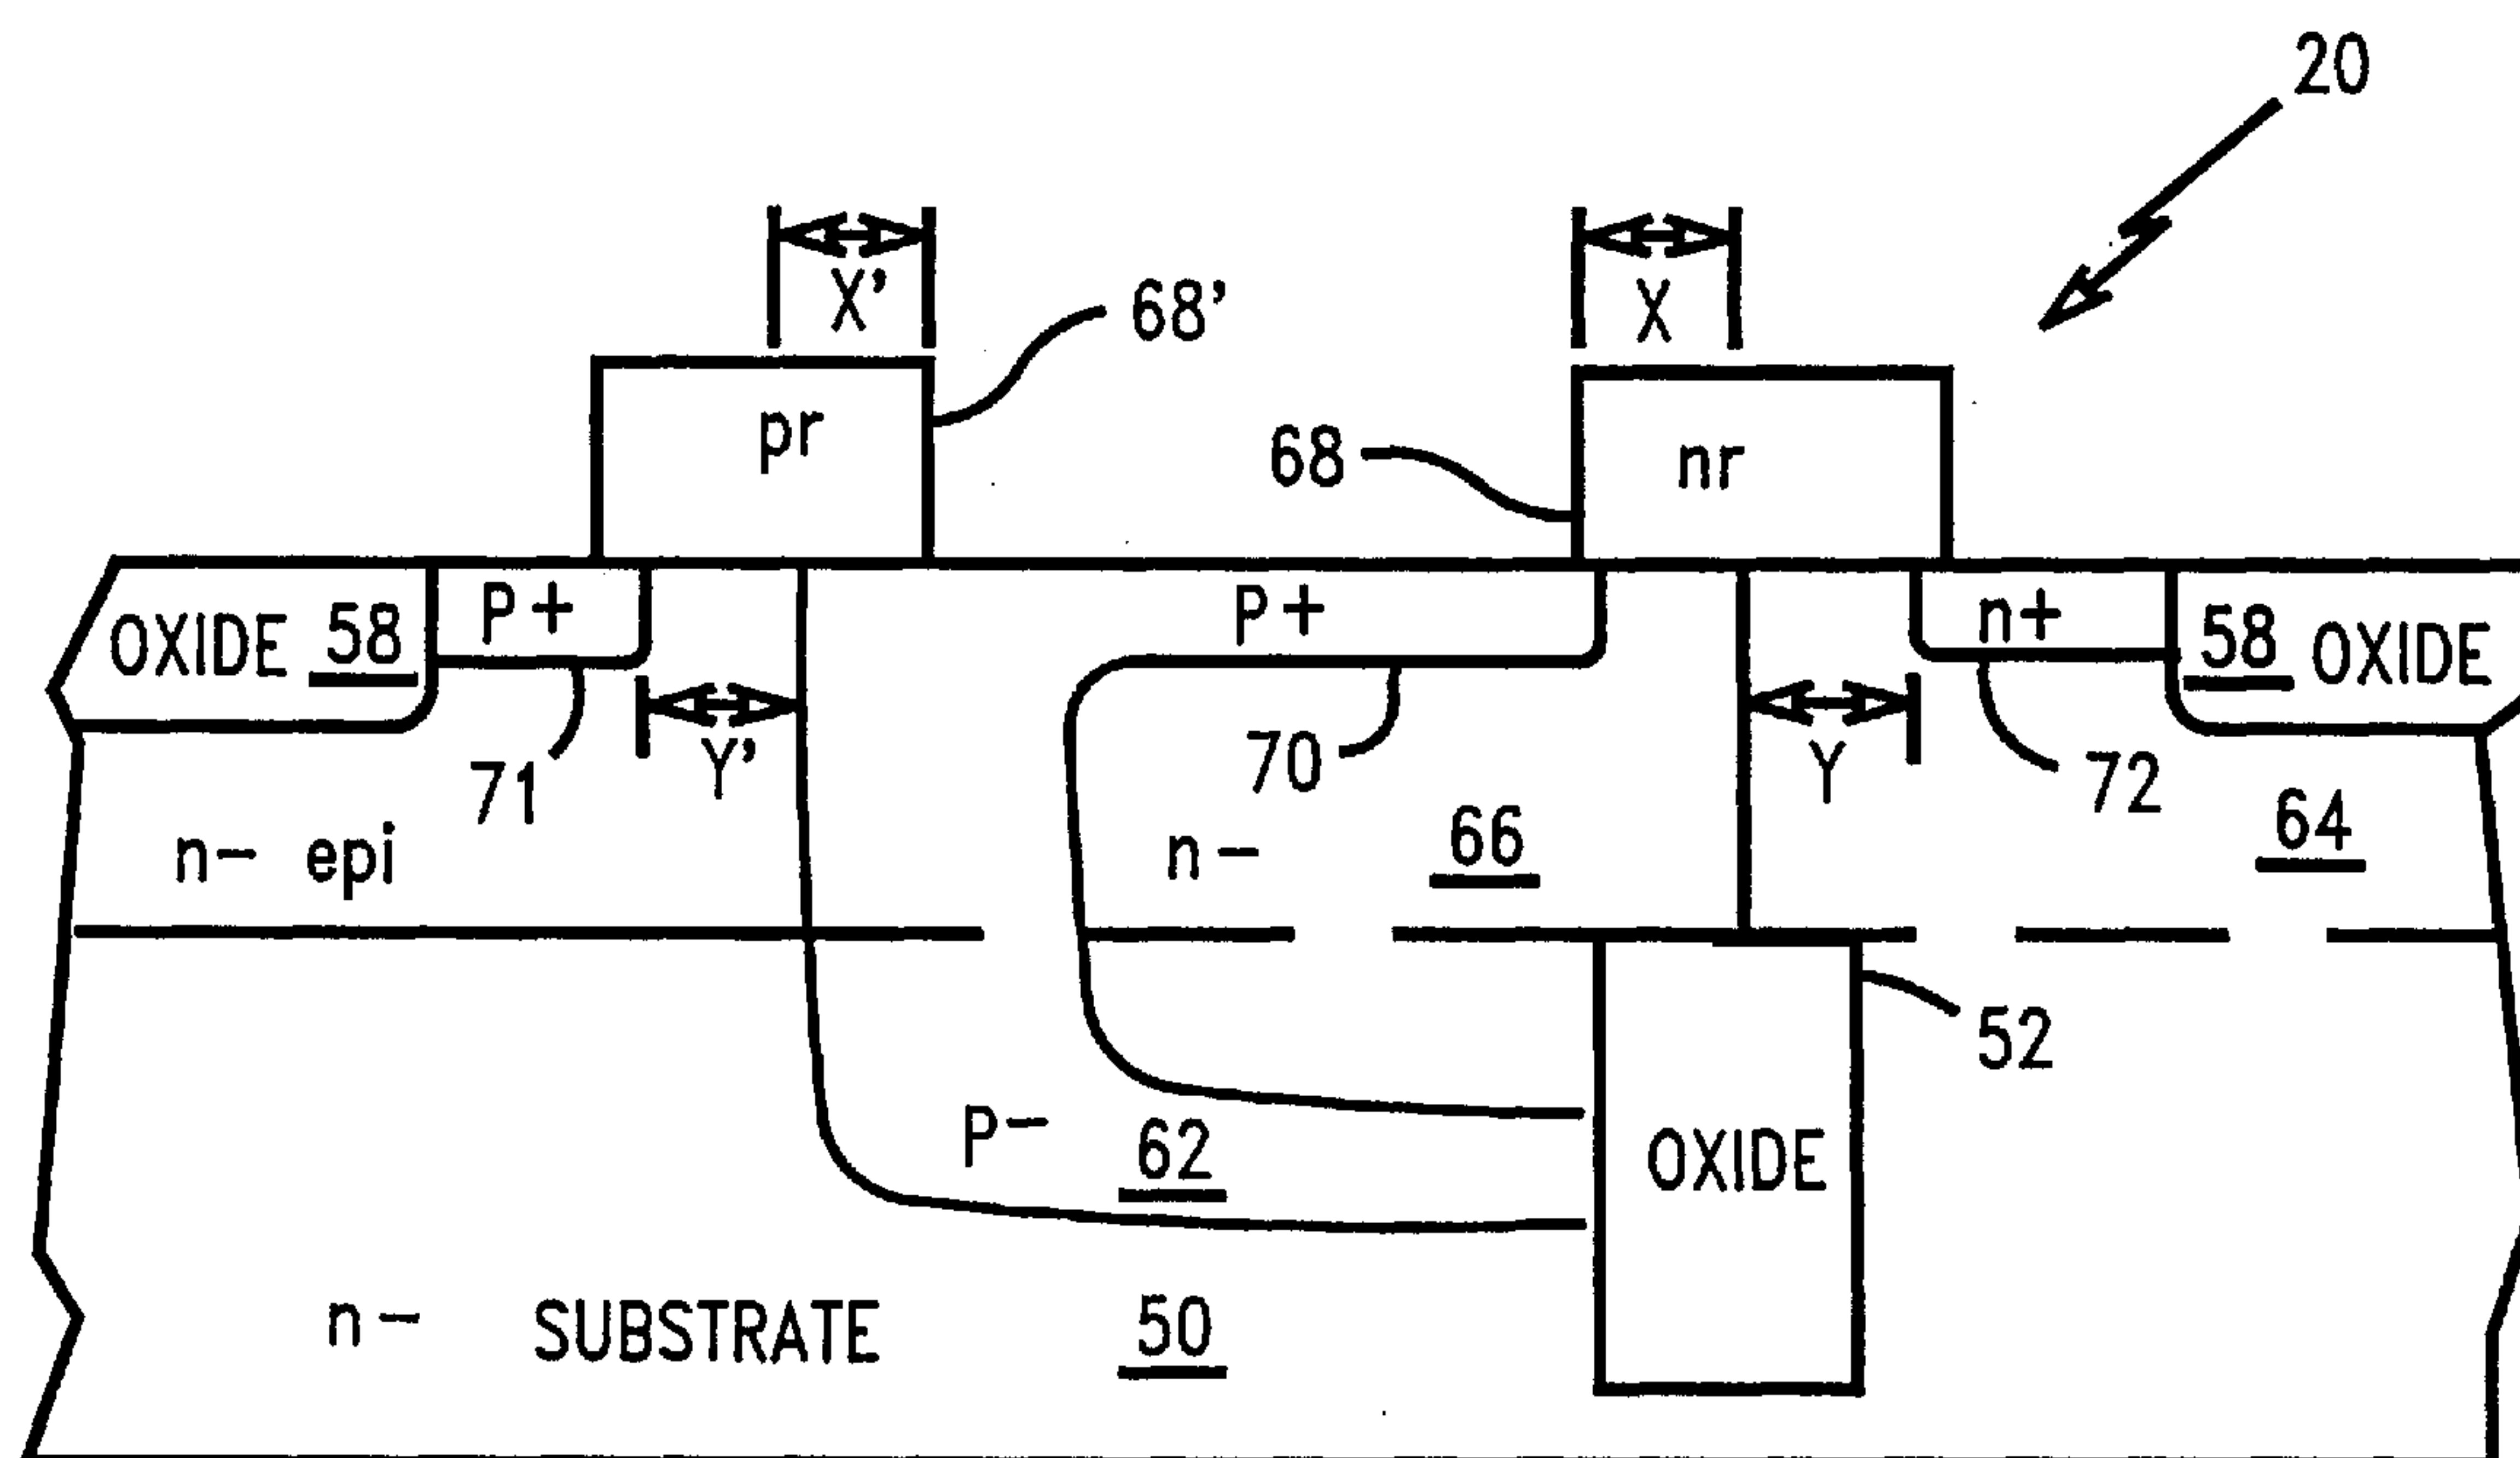 20
X'
X
68'
pr
68
nr
OXIDE 58
P+
P+
n+
58 OXIDE
71
Y'
70
Y
72
n- epi
n-
66
64
52
P-
62
OXIDE
n- SUBSTRATE 50